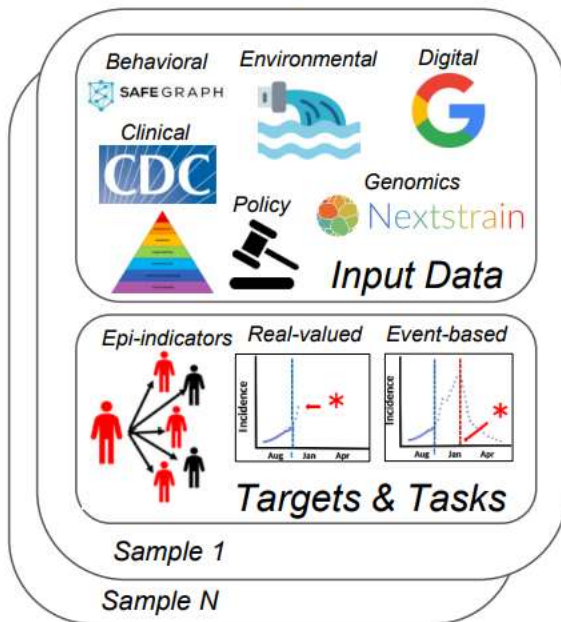 Behavioral
Environmental
Digital
SAFEGRAPH
Clinical
CDC
Policy
Genomics
Nextstrain
Input Data
Epi-indicators
Real-valued
Event-based
Incidence
*
Aug
Jan
Apr
Incidence
*
Aug
Jan
Apr
Targets & Tasks
Sample 1
Sample N